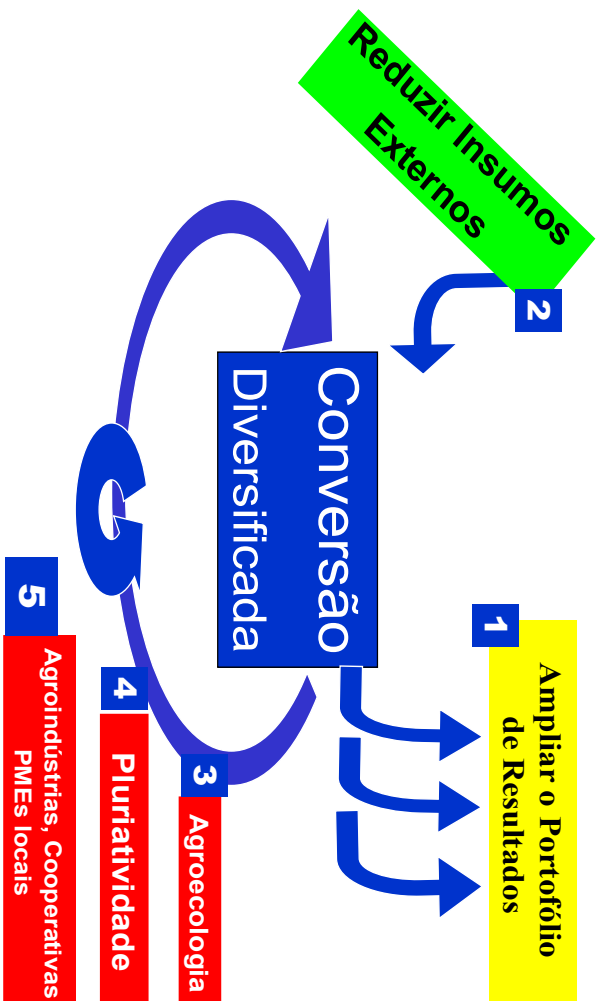 Reduzir Insumos
Externos
2
1
Ampliar o Portofólio
de Resultados
Conversão
Diversificada
3
Agroecologia
4
Pluriatividade
5
Agroindústrias, Cooperativas
PMEs locais